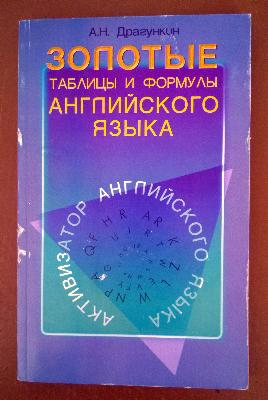 А.Н. Драгункин
ЗОЛОТЫЕ
ТАБЛИЦЫ И ФОРМУЛЫ
АНГЛИЙСКОГО
ЯЗЫКА
АКТИВИЗАТОР АНГЛИЙСКОГО ЯЗЫКА